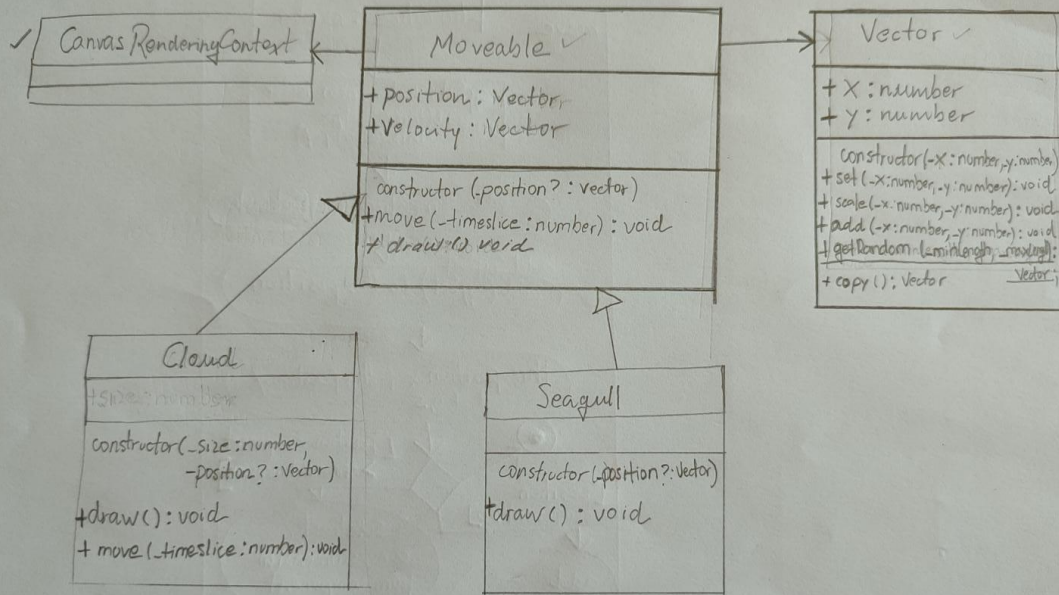 CanvasRenderingContext
Moveable
+position: Vector
+velocity: Vector
constructor (_position?: vector)
+move (_timeslice: number): void
+draw() void
Vector
+ x: number
+ y: number
constructor (_x: number, _y: number)
+ set (_x: number, _y: number): void
+ scale (_x: number, _y: number): void
+ add (_x: number, _y: number): void
+ getRandom (_minLength, _maxLength):
Vector;
+ copy(): Vector
Cloud
+size: number
constructor(_size: number,
_position?: Vector)
+draw(): void
+ move (_timeslice: number): void
Seagull
constructor (_position?: Vector)
+draw(): void